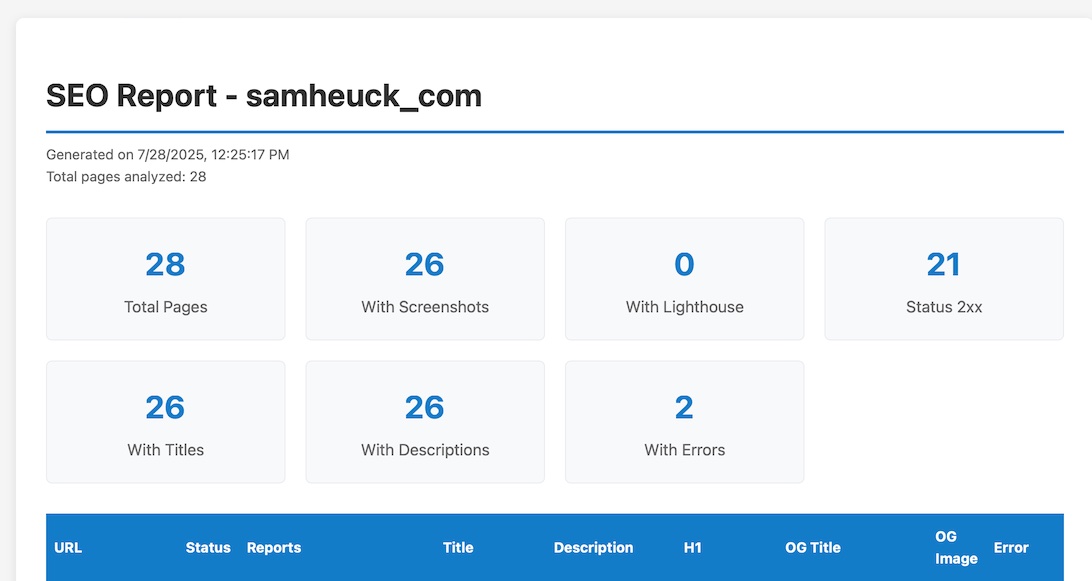 SEO Report - samheuck_com
Generated on 7/28/2025, 12:25:17 PM
Total pages analyzed: 28
28
Total Pages
26
With Screenshots
0
With Lighthouse
21
Status 2xx
26
With Titles
26
With Descriptions
2
With Errors
URL Status Reports Title Description H1 OG Title OG Image Error